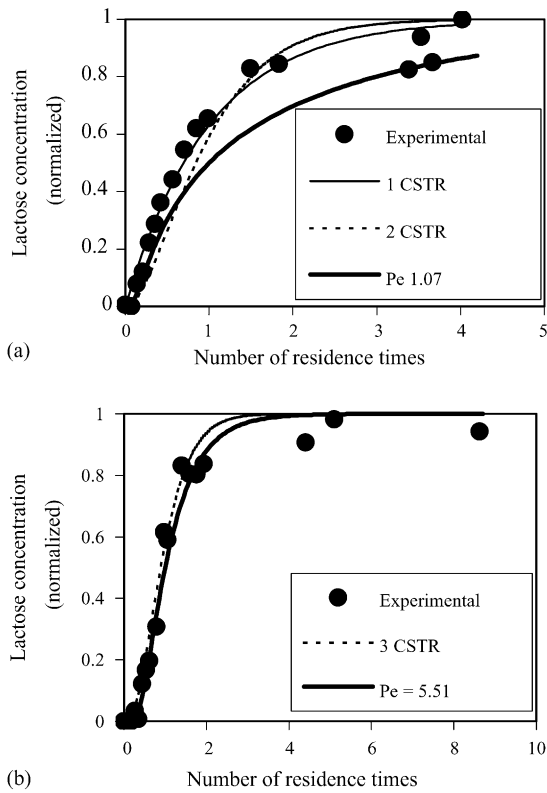 1
0.8
0.6
0.4
0.2
0
Lactose concentration
(normalized)
Experimental
1 CSTR
2 CSTR
Pe 1.07
0 1 2 3 4 5
(a)
Number of residence times
1
0.8
0.6
0.4
0.2
0
Lactose concentration
(normalized)
Experimental
3 CSTR
Pe = 5.51
0 2 4 6 8 10
(b)
Number of residence times